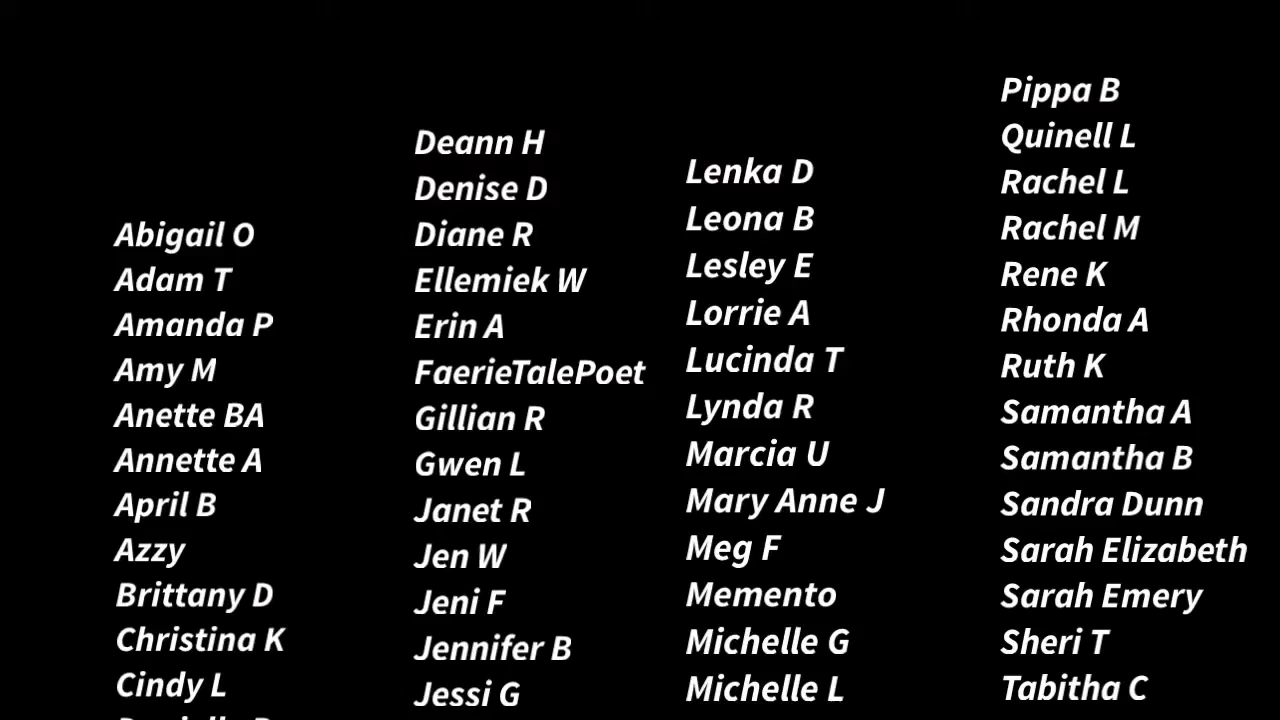 Abigail O
Adam T
Amanda P
Amy M
Anette BA
Annette A
April B
Azzy
Brittany D
Christina K
Cindy L
Deann H
Denise D
Diane R
Ellemiek W
Erin A
FaerieTalePoet
Gillian R
Gwen L
Janet R
Jen W
Jeni F
Jennifer B
Jessi G
Lenka D
Leona B
Lesley E
Lorrie A
Lucinda T
Lynda R
Marcia U
Mary Anne J
Meg F
Memento
Michelle G
Michelle L
Pippa B
Quinell L
Rachel L
Rachel M
Rene K
Rhonda A
Ruth K
Samantha A
Samantha B
Sandra Dunn
Sarah Elizabeth
Sarah Emery
Sheri T
Tabitha C